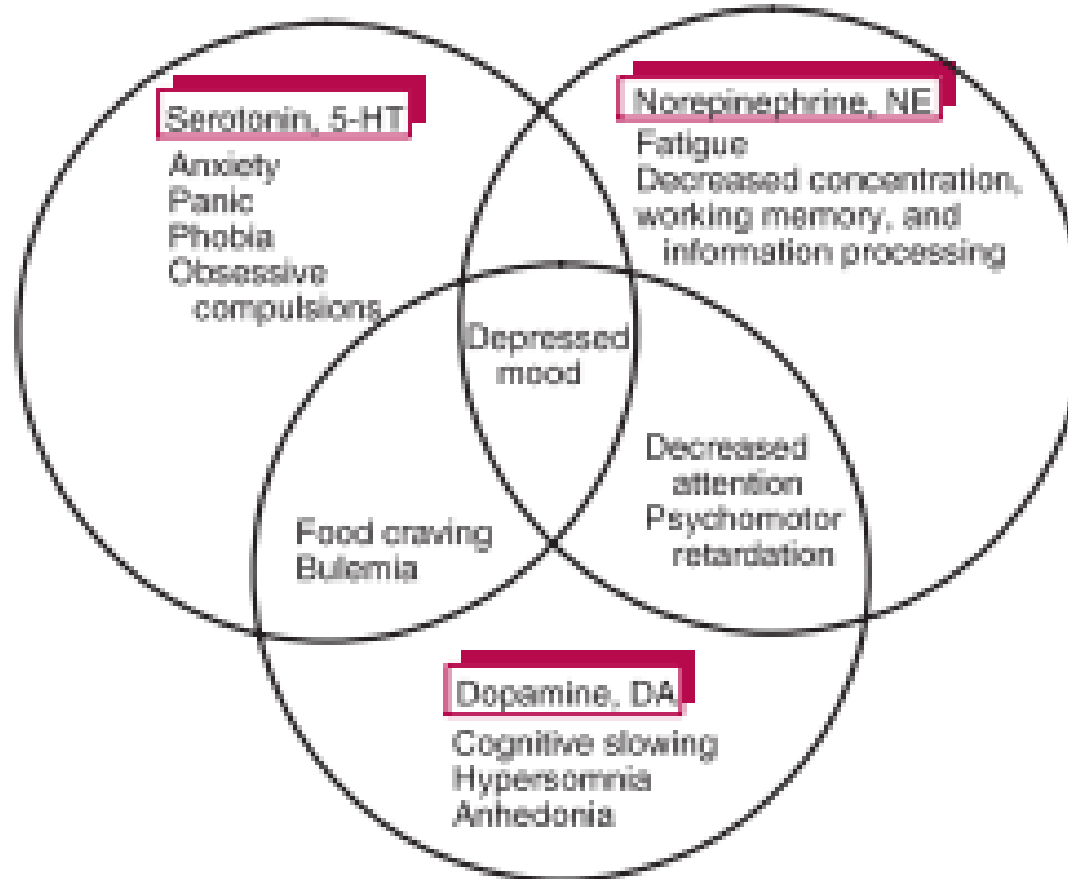 Serotonin, 5-HT
Anxiety
Panic
Phobia
Obsessive
compulsions
Norepinephrine, NE
Fatigue
Decreased concentration,
working memory, and
information processing
Depressed
mood
Decreased
attention
Psychomotor
retardation
Food craving
Bulemia
Dopamine, DA
Cognitive slowing
Hypersomnia
Anhedonia